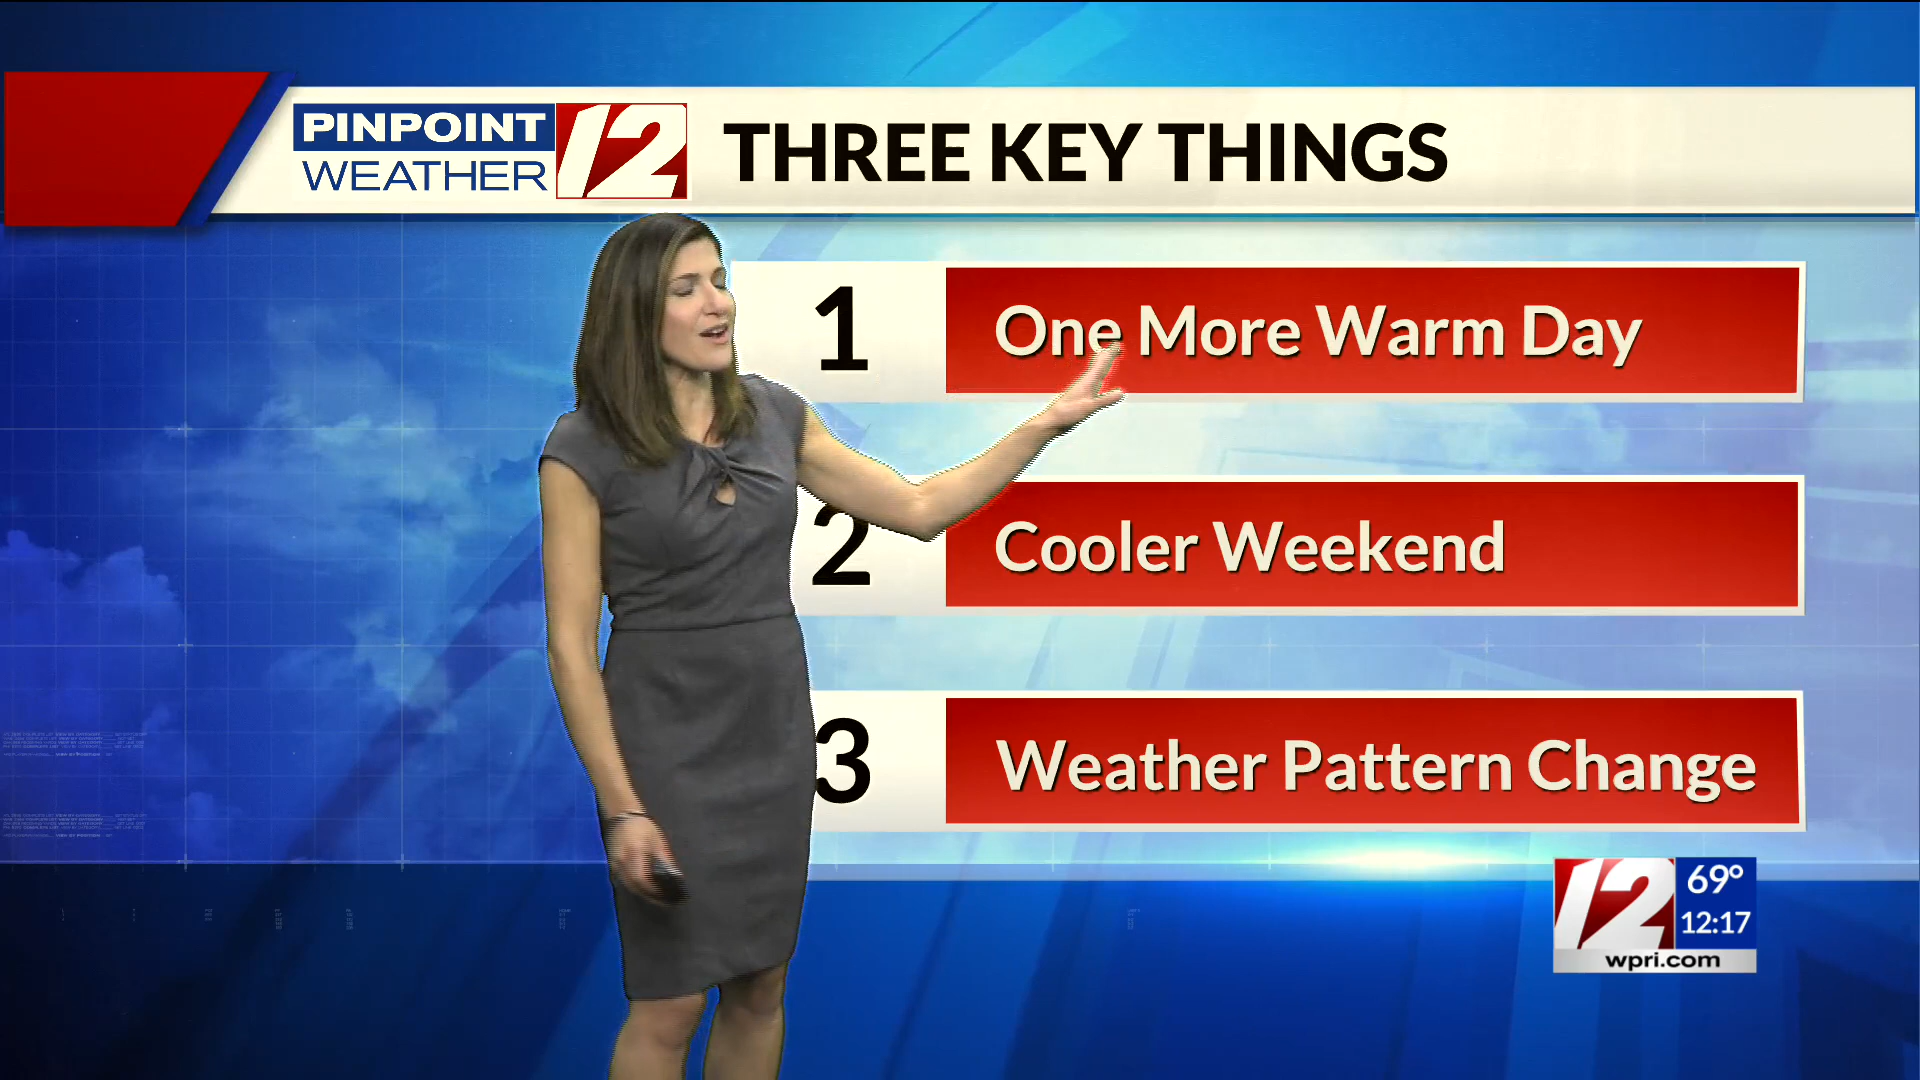 PINPOINT
WEATHER
12
THREE KEY THINGS
1
One More Warm Day
2
Cooler Weekend
3
Weather Pattern Change
12
69°
12:17
wpri.com